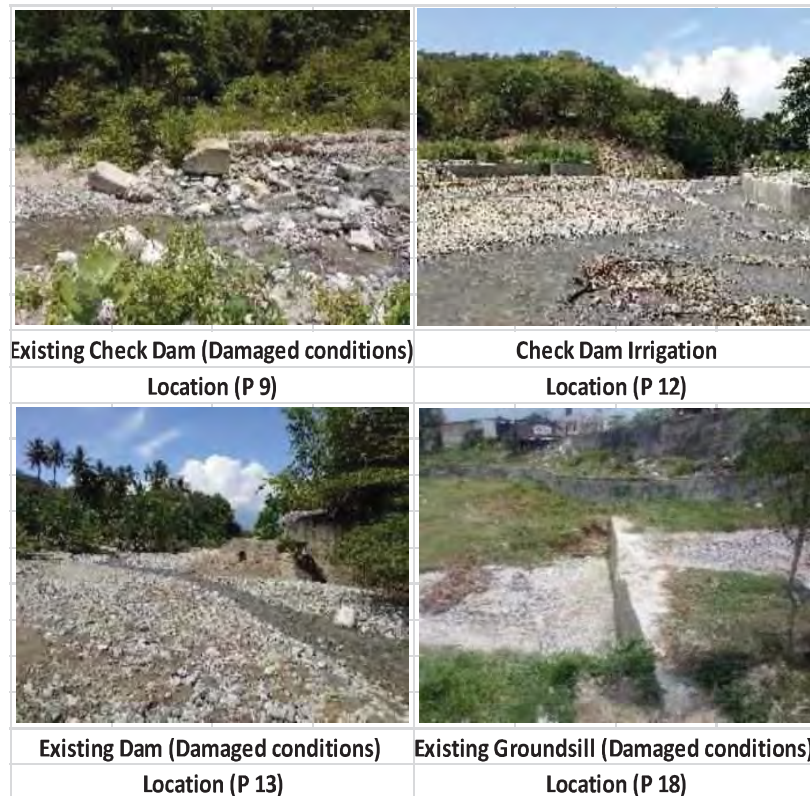 Existing Check Dam (Damaged conditions)
Check Dam Irrigation
Location (P 9)
Location (P 12)
Existing Dam (Damaged conditions)
Existing Groundsill (Damaged conditions)
Location (P 13)
Location (P 18)